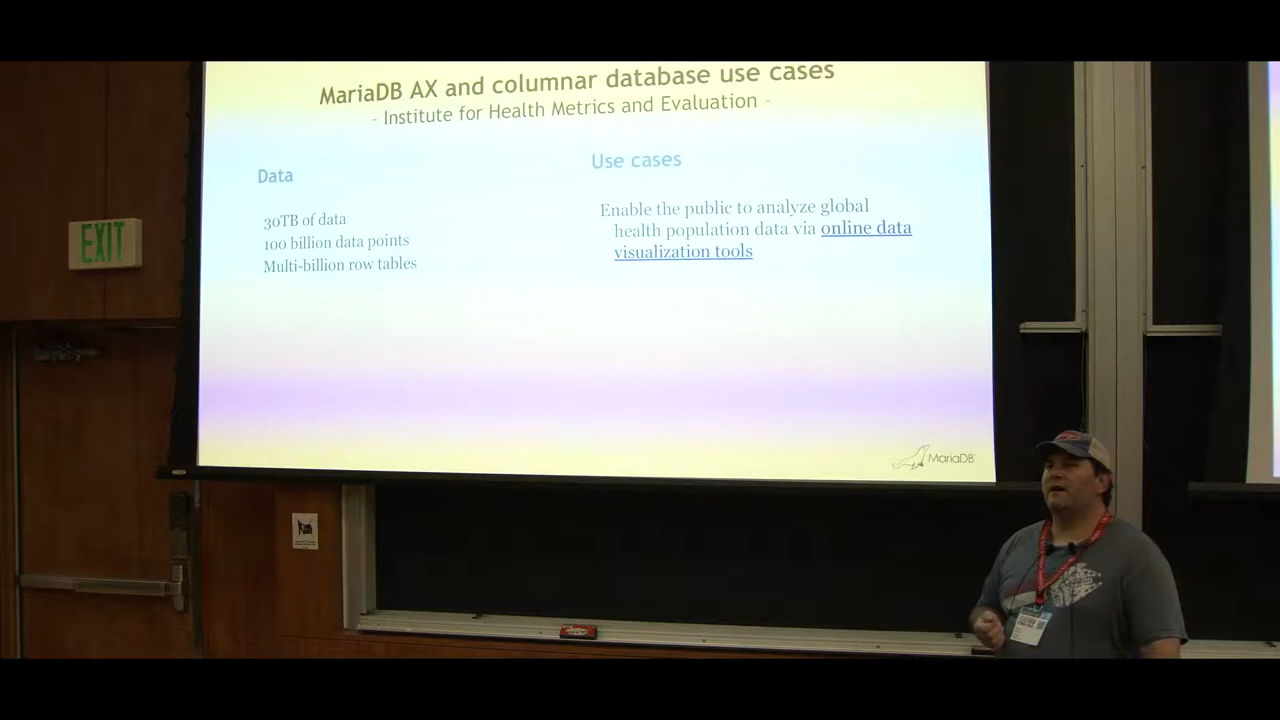 MariaDB AX and columnar database use cases
- Institute for Health Metrics and Evaluation -
Data
30TB of data
100 billion data points
Multi-billion row tables
Use cases
Enable the public to analyze global
health population data via online data
visualization tools
MariaDB
EXIT